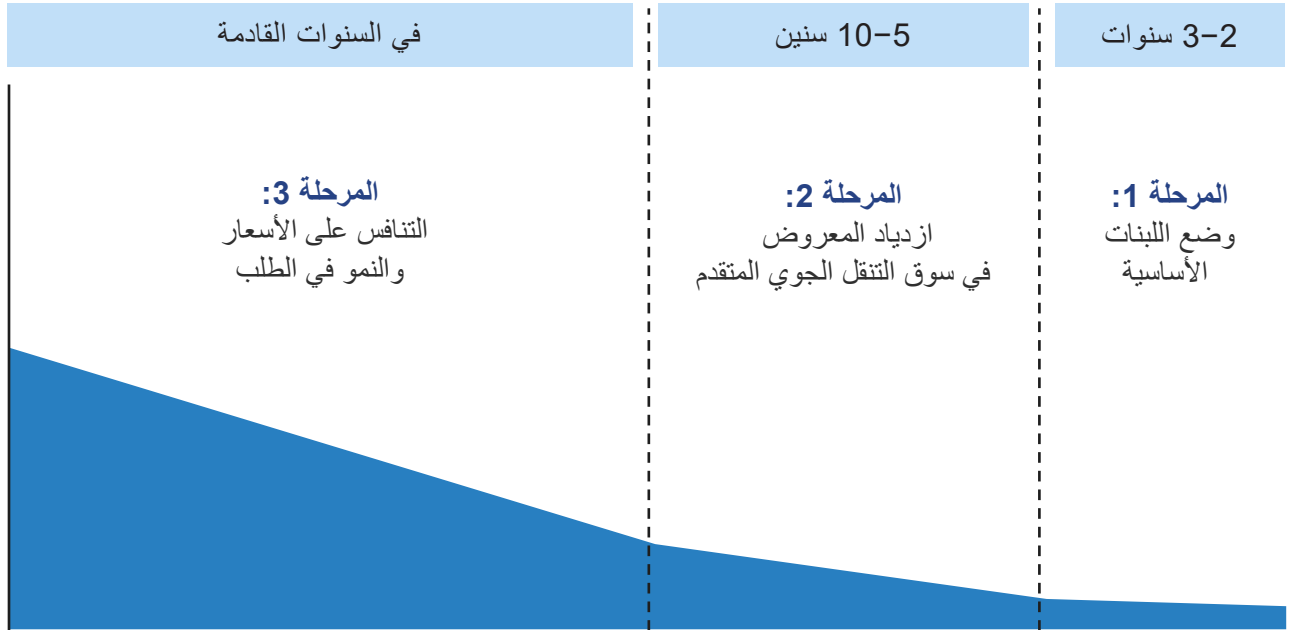 2–3 سنوات
5–10 سنين
في السنوات القادمة
المرحلة 1:
وضع اللبنات
الأساسية
المرحلة 2:
ازدياد المعروض
في سوق التنقل الجوي المتقدم
المرحلة 3:
التنافس على الأسعار
والنمو في الطلب